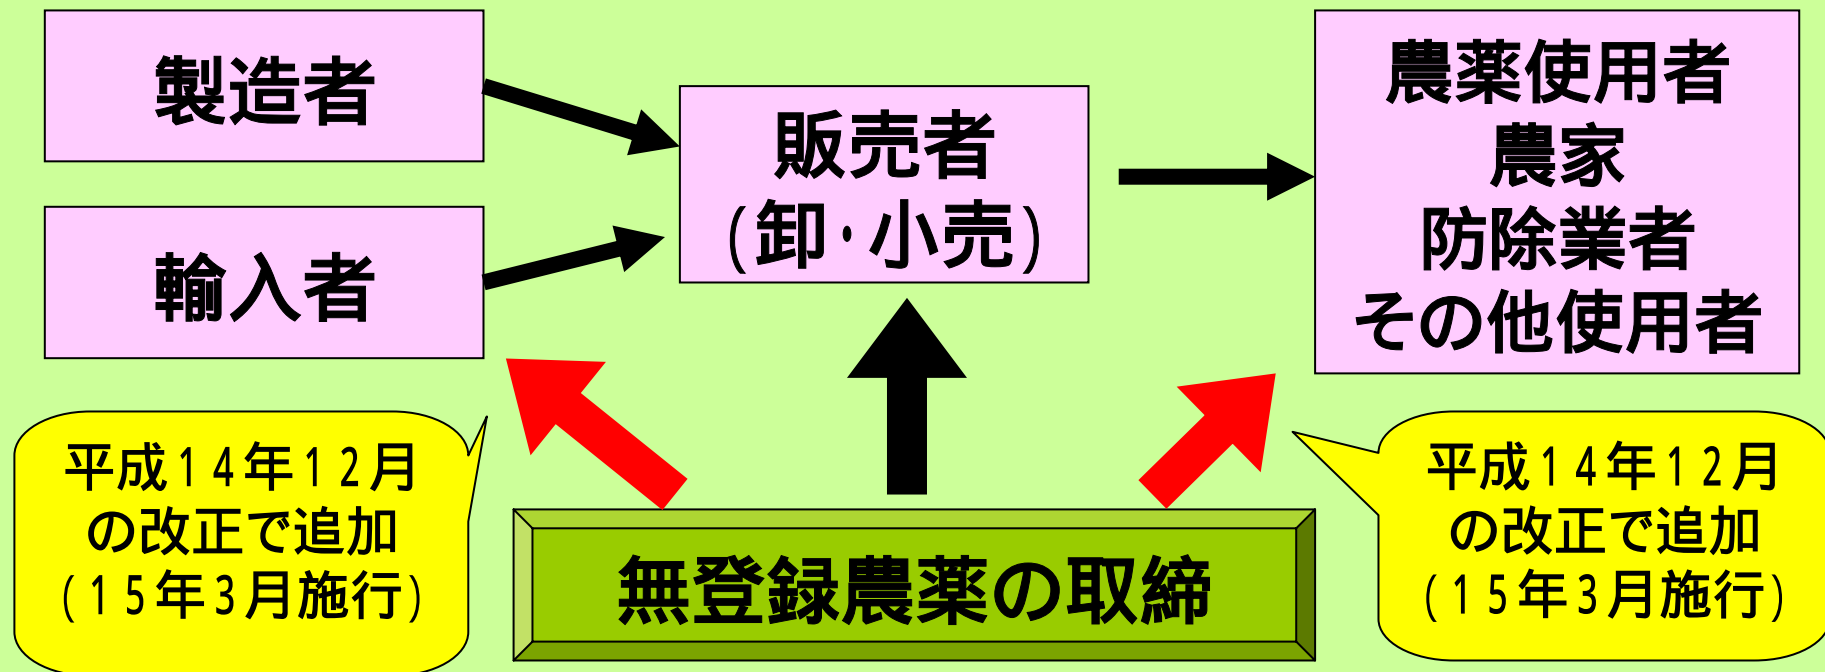 製造者
輸入者
販売者
(卸・小売)
農薬使用者
農家
防除業者
その他使用者
平成14年12月
の改正で追加
(15年3月施行)
無登録農薬の取締
平成14年12月
の改正で追加
(15年3月施行)